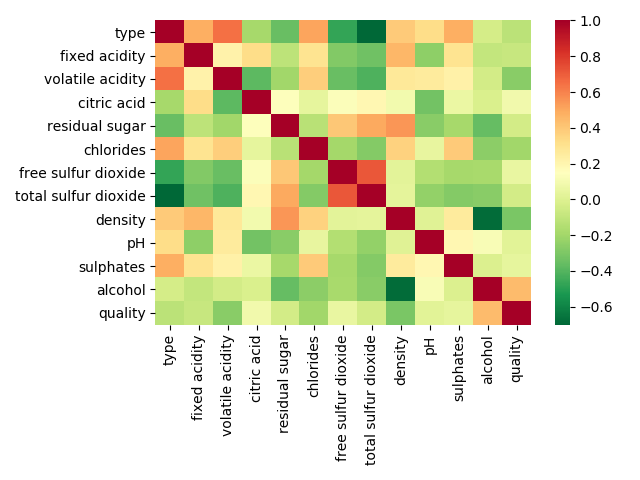 type
fixed acidity
volatile acidity
citric acid
residual sugar
chlorides
free sulfur dioxide
total sulfur dioxide
density
pH
sulphates
alcohol
quality
type
fixed acidity
volatile acidity
citric acid
residual sugar
chlorides
free sulfur dioxide
total sulfur dioxide
density
pH
sulphates
alcohol
quality
1.0
0.8
0.6
0.4
0.2
0.0
−0.2
−0.4
−0.6